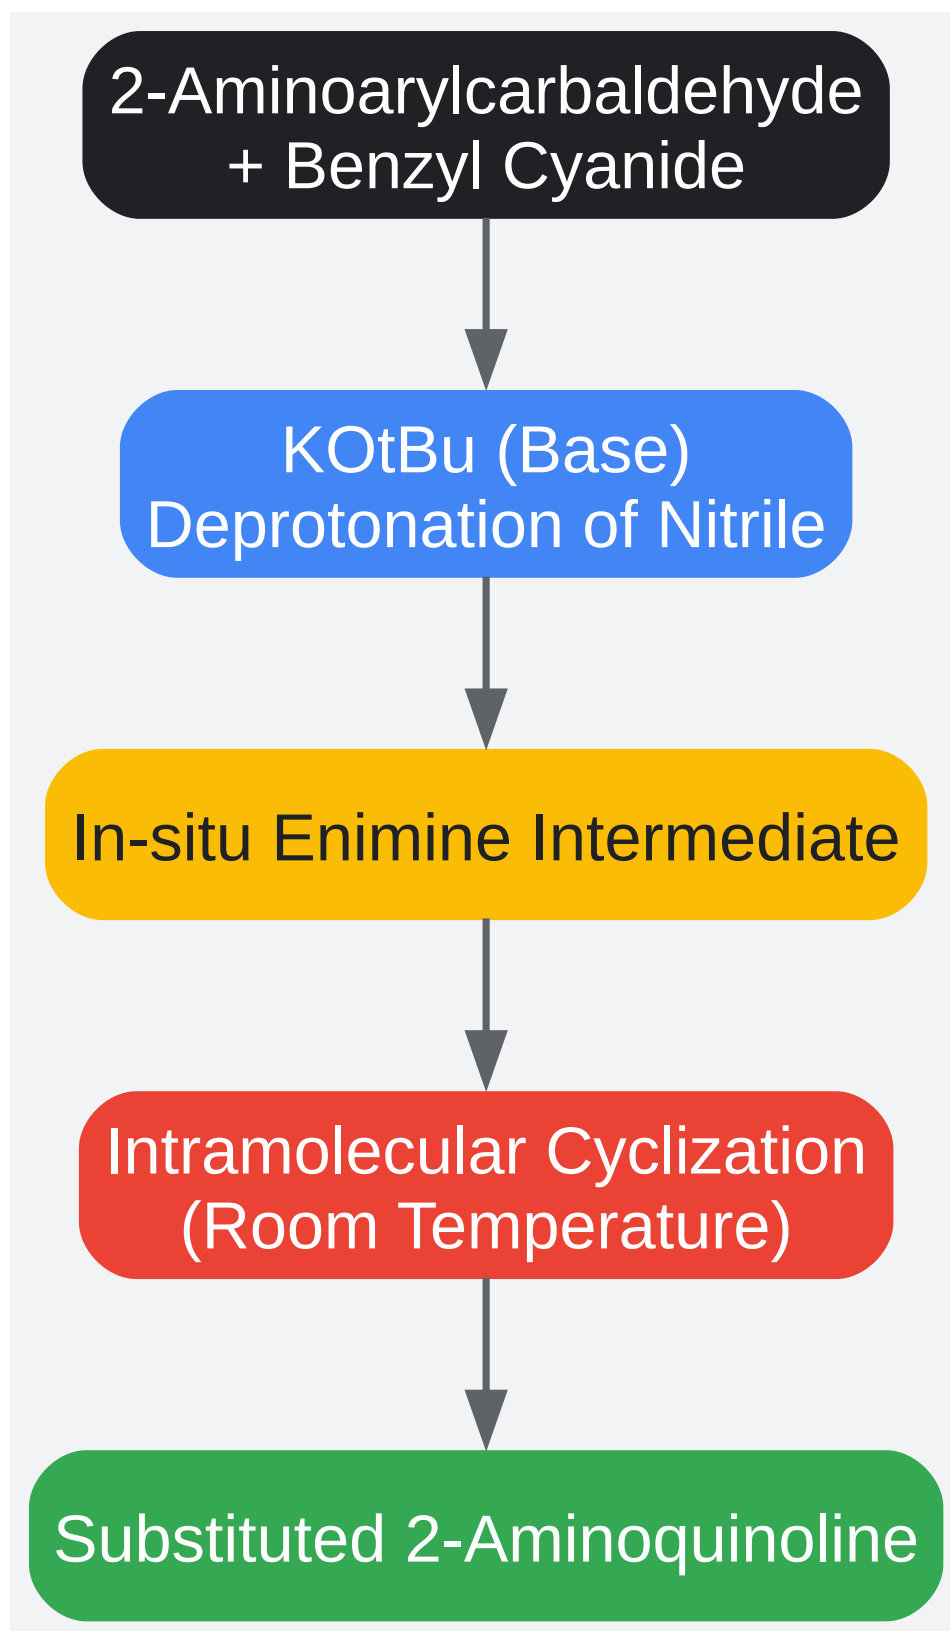 2-Aminoarylcarbaldehyde
+ Benzyl Cyanide
KOtBu (Base)
Deprotonation of Nitrile
In-situ Enimine Intermediate
Intramolecular Cyclization
(Room Temperature)
Substituted 2-Aminoquinoline